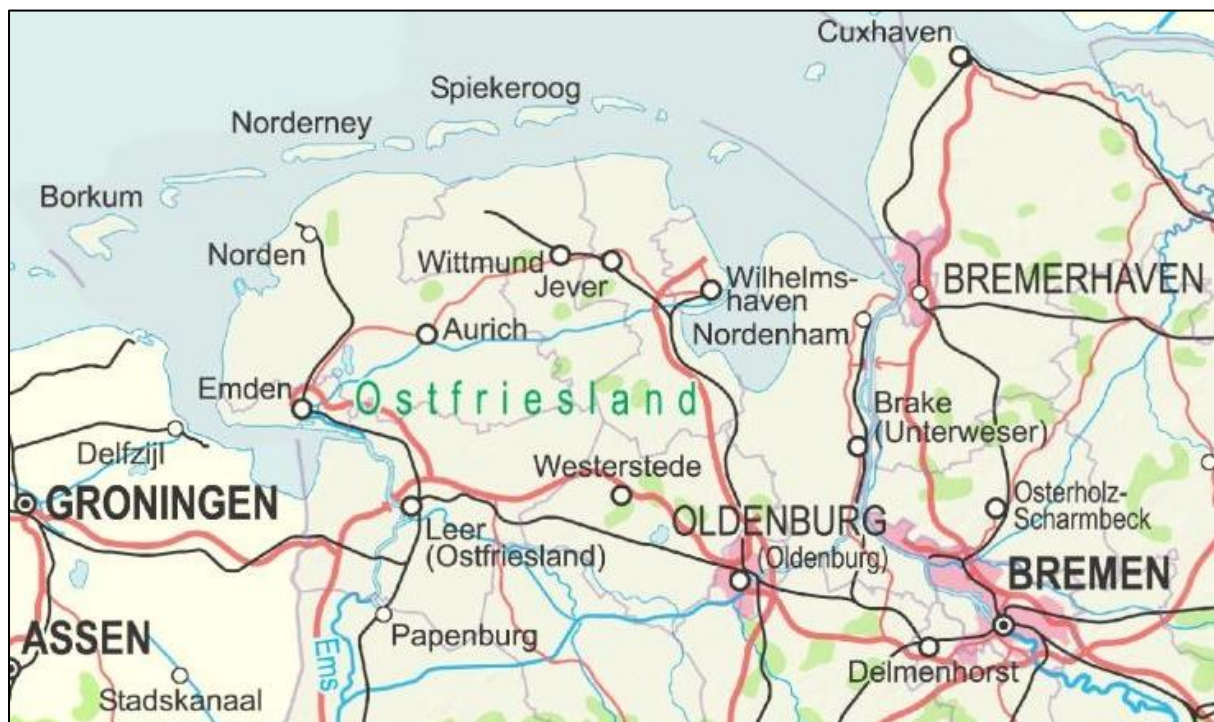 Cuxhaven
Spiekeroog
Norderney
Borkum
Norden
Wittmund
Jever
Wilhelms-
haven
BREMERHAVEN
Nordenham
Aurich
Emden
Ostfriesland
Brake
(Unterweser)
Delfzijl
Westerstede
GRONINGEN
Osterholz-
Scharmbeck
Leer
(Ostfriesland)
OLDENBURG
(Oldenburg)
BREMEN
Papenburg
ASSEN
Ems
Delmenhorst
Stadskanaal